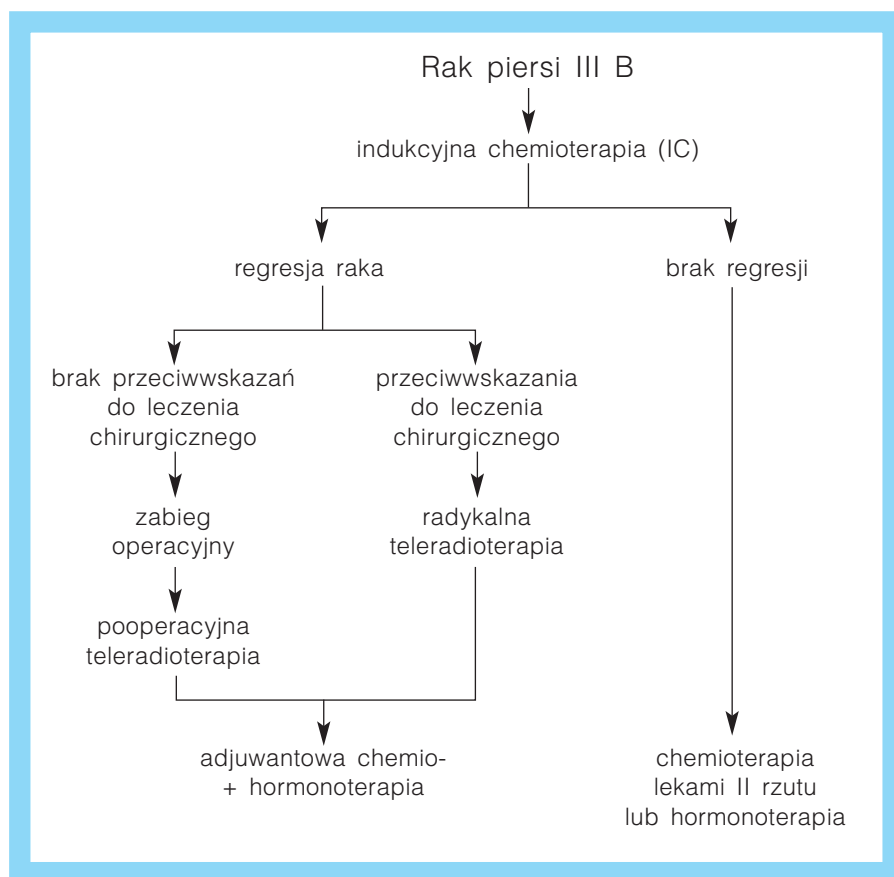 Rak piersi III B
indukcyjna chemioterapia (IC)
regresja raka
brak regresji
brak przeciwwskazań
do leczenia
chirurgicznego
przeciwwskazania
do leczenia
chirurgicznego
zabieg
operacyjny
radykalna
teleradioterapia
pooperacyjna
teleradioterapia
adjuwantowa chemio-
+ hormonoterapia
chemioterapia
lekami II rzutu
lub hormonoterapia